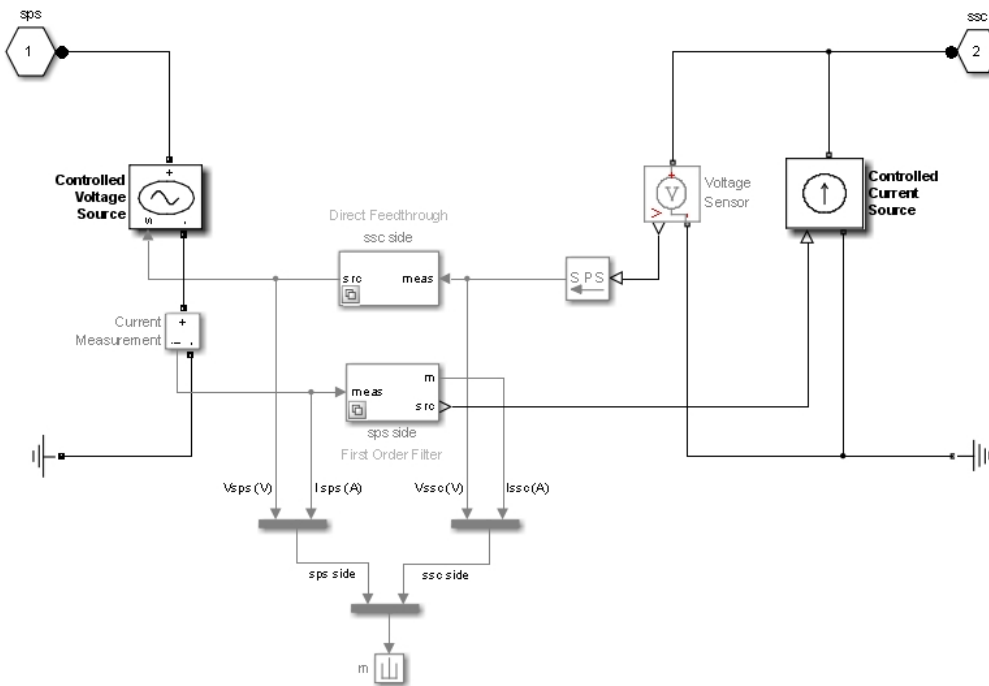 sps
ssc
1
2
Controlled
Voltage
Source
+
-
s
Direct Feedthrough
ssc side
src
meas
SPS
V
+
-
V
Voltage
Sensor
Controlled
Current
Source
Current
Measurement
+
i
-
meas
m
src
sps side
First Order Filter
Vsps(V)
Isps(A)
Vssc(V)
Issc(A)
sps side
ssc side
m